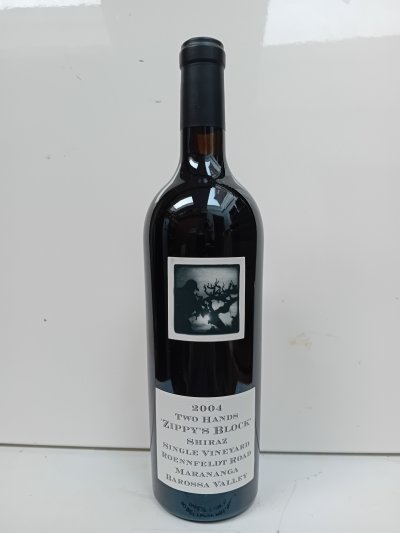 2004
TWO HANDS
'ZIPPY'S BLOCK'
SHIRAZ
SINGLE VINEYARD
ROENNFELDT ROAD
MARANANGA
BAROSSA VALLEY